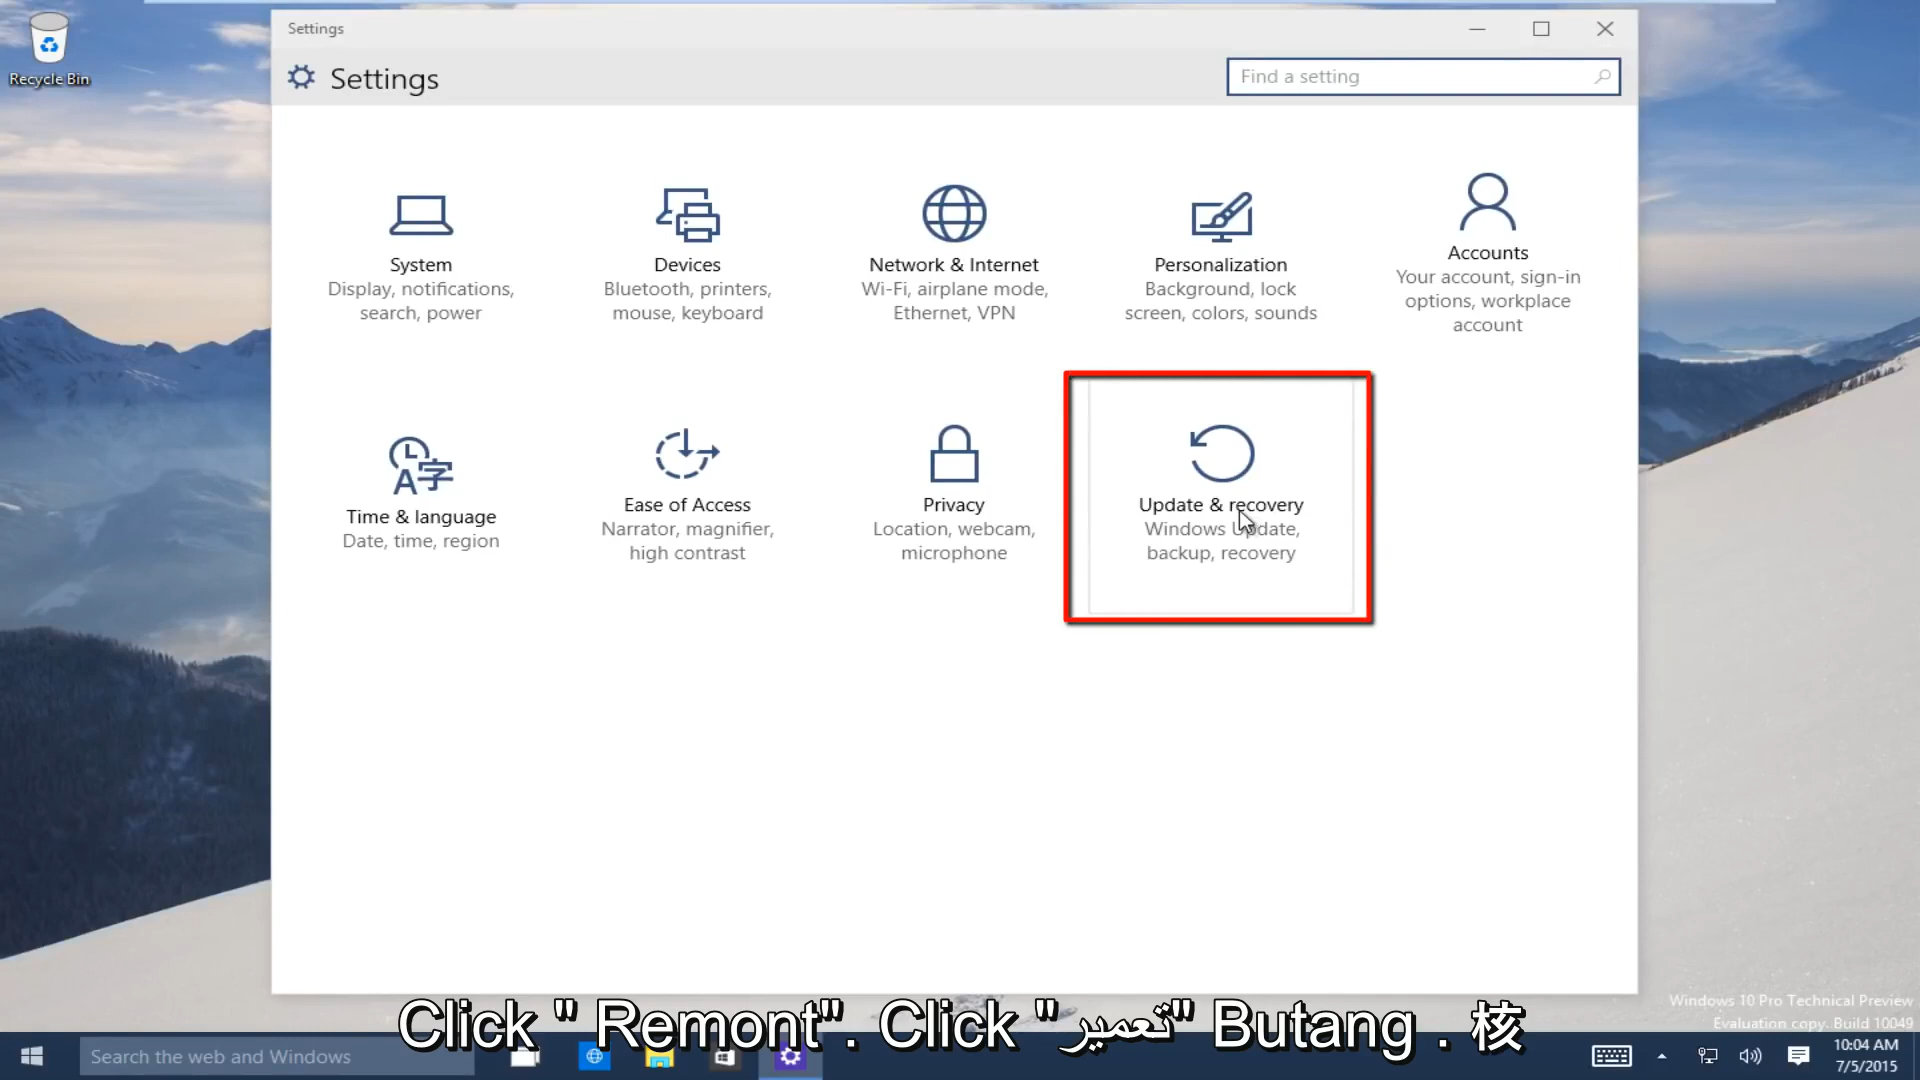 Recycle Bin
Settings
Settings
Find a setting
System
Display, notifications,
search, power
Devices
Bluetooth, printers,
mouse, keyboard
Network & Internet
Wi-Fi, airplane mode,
Ethernet, VPN
Personalization
Background, lock
screen, colors, sounds
Accounts
Your account, sign-in
options, workplace
account
Time & language
Date, time, region
Ease of Access
Narrator, magnifier,
high contrast
Privacy
Location, webcam,
microphone
Update & recovery
Windows Update,
backup, recovery
Windows 10 Pro Technical Preview
Evaluation copy. Build 10049
Click " Remont". Click "تعمیر" Butang . 核
Search the web and Windows
10:04 AM
7/5/2015